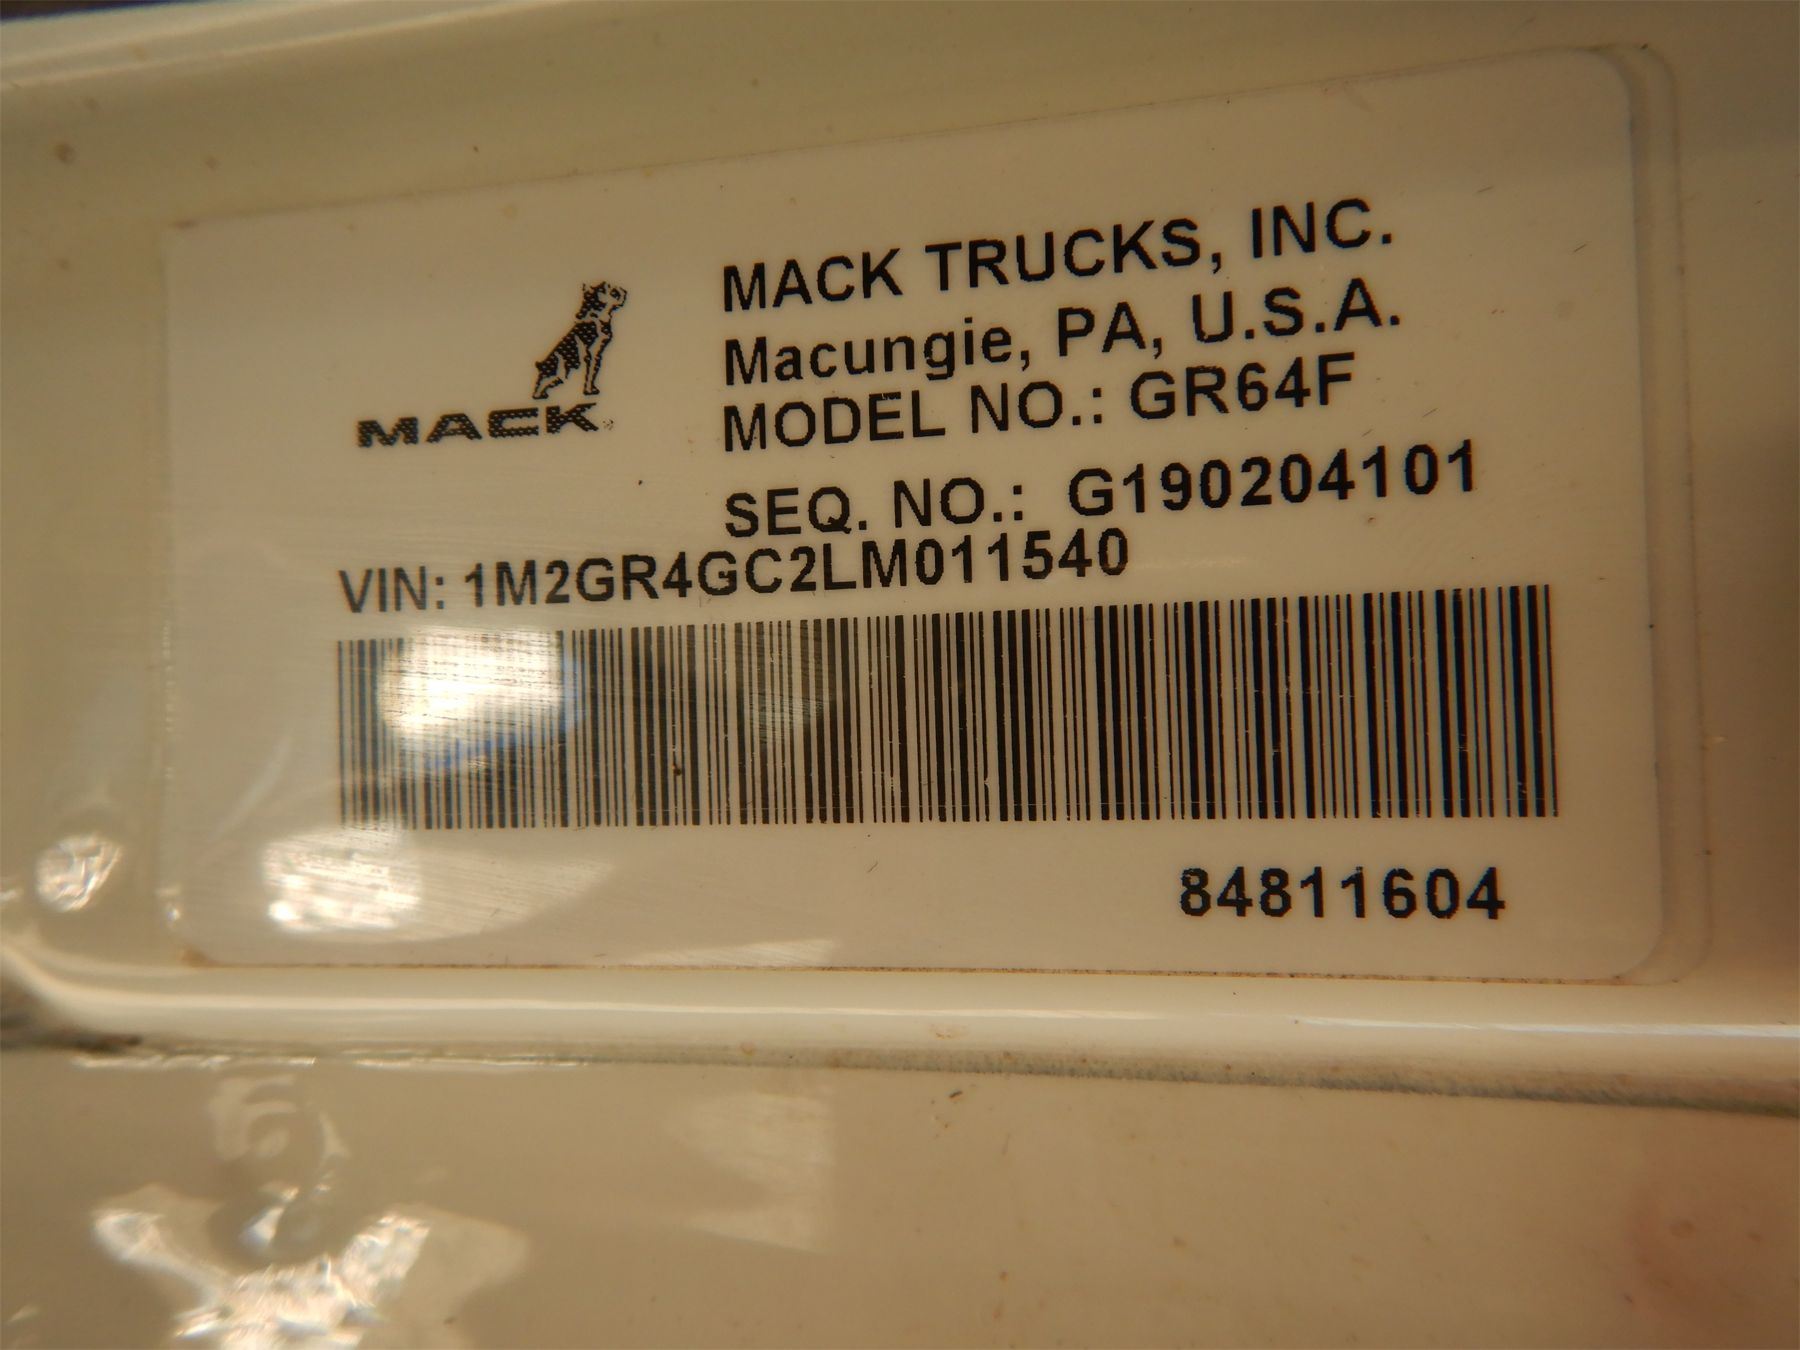 MACK TRUCKS, INC.
Macungie, PA, U.S.A.
MACK
MODEL NO.: GR64F
SEQ. NO.: G190204101
VIN: 1M2GR4GC2LM011540
84811604